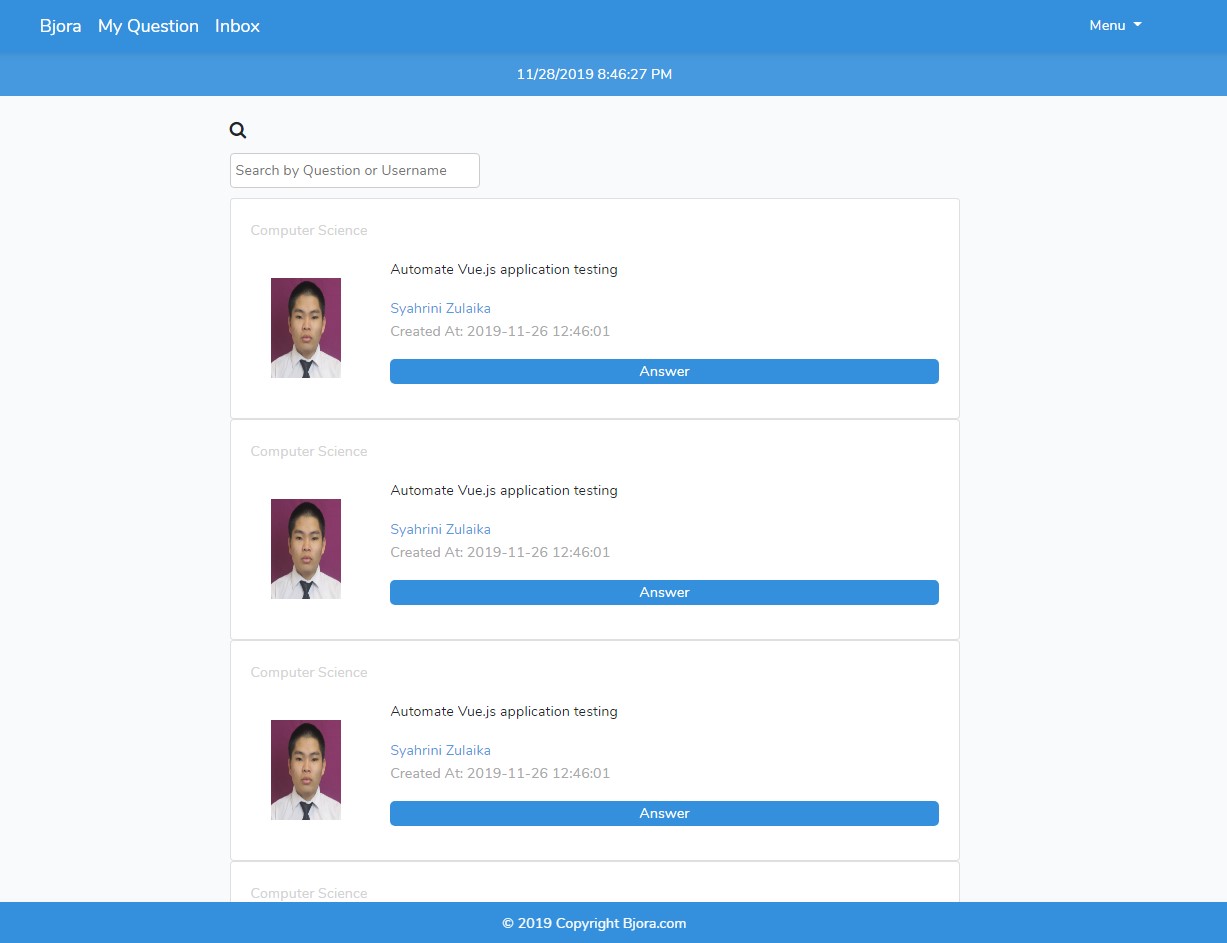 Bjora My Question Inbox Menu
11/28/2019 8:46:27 PM
Search by Question or Username
Computer Science
Automate Vue.js application testing
Syahrini Zulaika
Created At: 2019-11-26 12:46:01
Answer
Computer Science
Automate Vue.js application testing
Syahrini Zulaika
Created At: 2019-11-26 12:46:01
Answer
Computer Science
Automate Vue.js application testing
Syahrini Zulaika
Created At: 2019-11-26 12:46:01
Answer
Computer Science
© 2019 Copyright Bjora.com